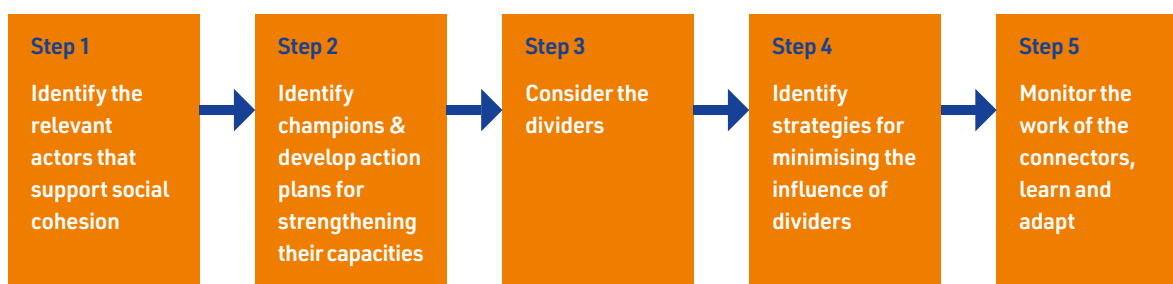 Step 1
Identify the
relevant
actors that
support social
cohesion
Step 2
Identify
champions &
develop action
plans for
strengthening
their capacities
Step 3
Consider the
dividers
Step 4
Identify
strategies for
minimising the
influence of
dividers
Step 5
Monitor the
work of the
connectors,
learn and
adapt